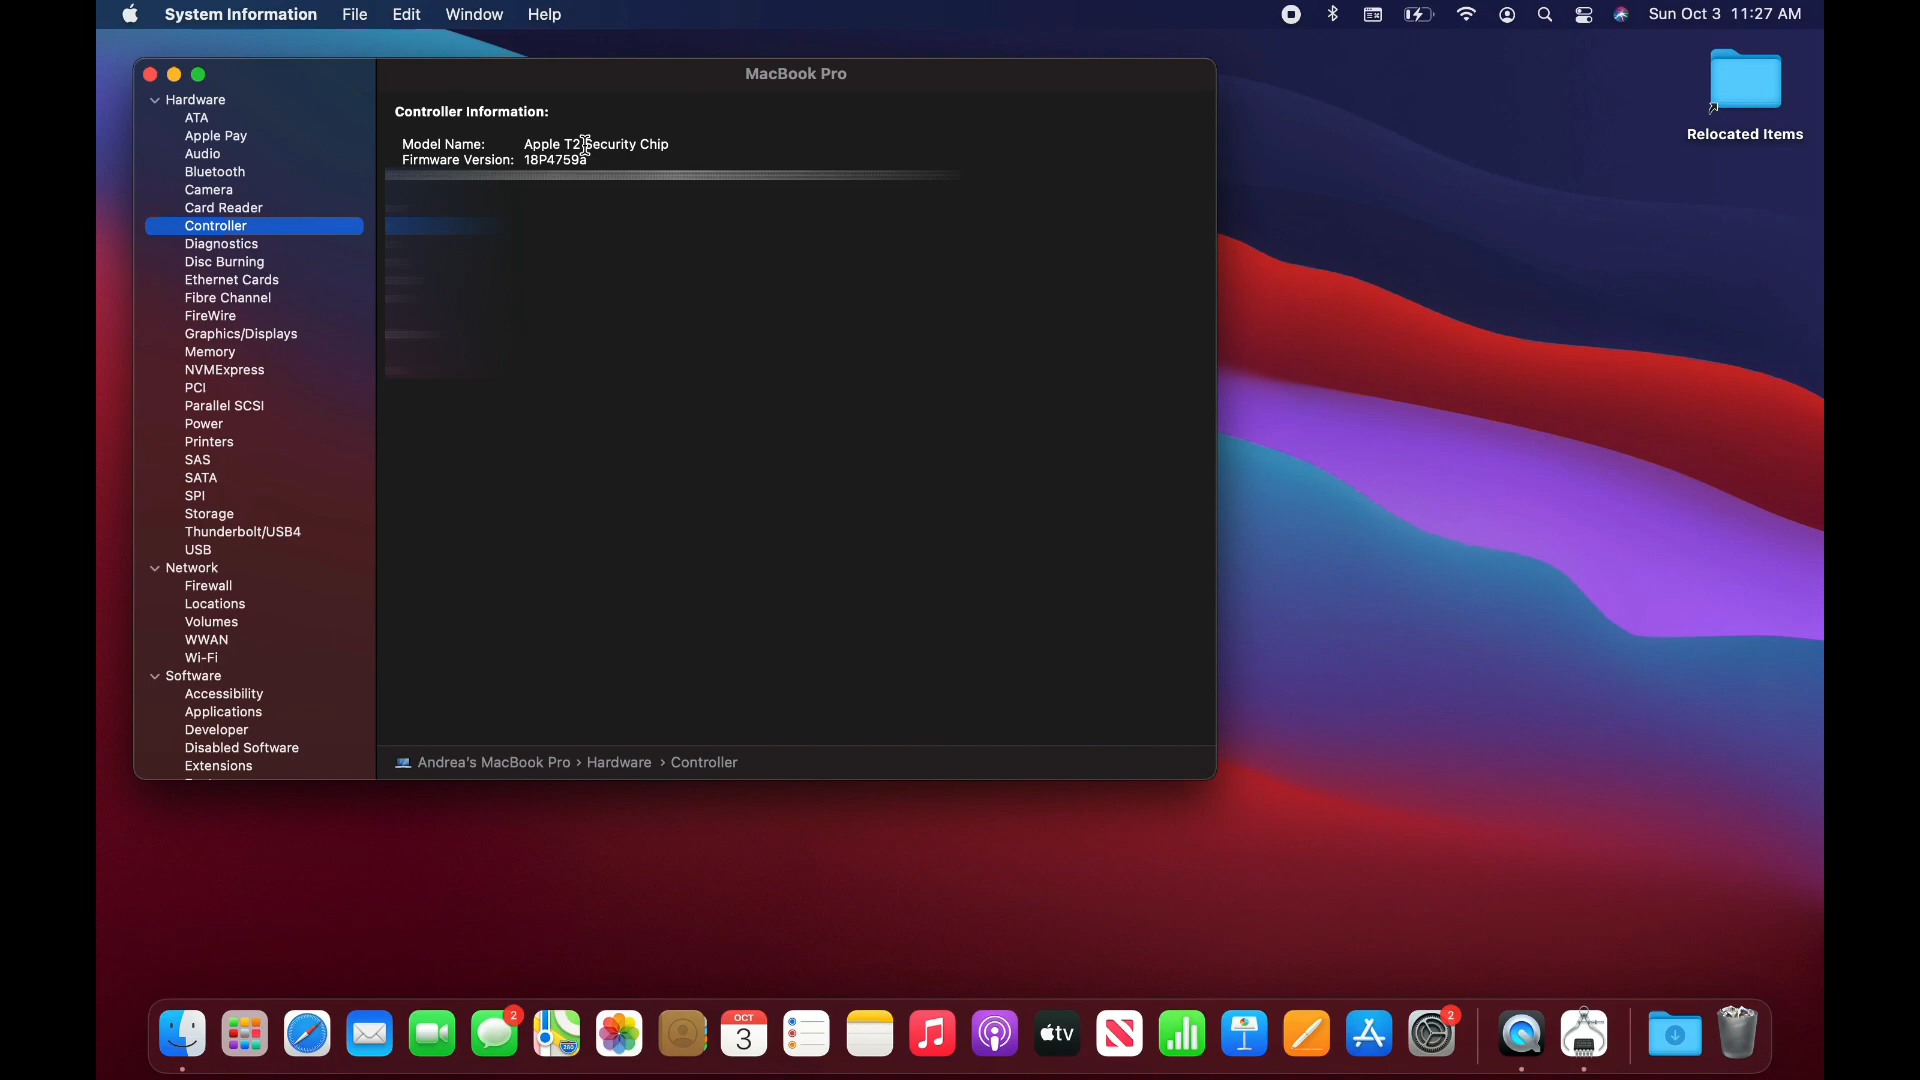 System Information File Edit Window Help
Sun Oct 3 11:27 AM
Relocated Items
MacBook Pro
Hardware
ATA
Apple Pay
Audio
Bluetooth
Camera
Card Reader
Controller
Diagnostics
Disc Burning
Ethernet Cards
Fibre Channel
FireWire
Graphics/Displays
Memory
NVMExpress
PCI
Parallel SCSI
Power
Printers
SAS
SATA
SPI
Storage
Thunderbolt/USB4
USB
Network
Firewall
Locations
Volumes
WWAN
Wi-Fi
Software
Accessibility
Applications
Developer
Disabled Software
Extensions
Controller Information:
Model Name: Apple T2 Security Chip
Firmware Version: 18P4759a
Andrea's MacBook Pro › Hardware › Controller
2
280
OCT
3
tv
2